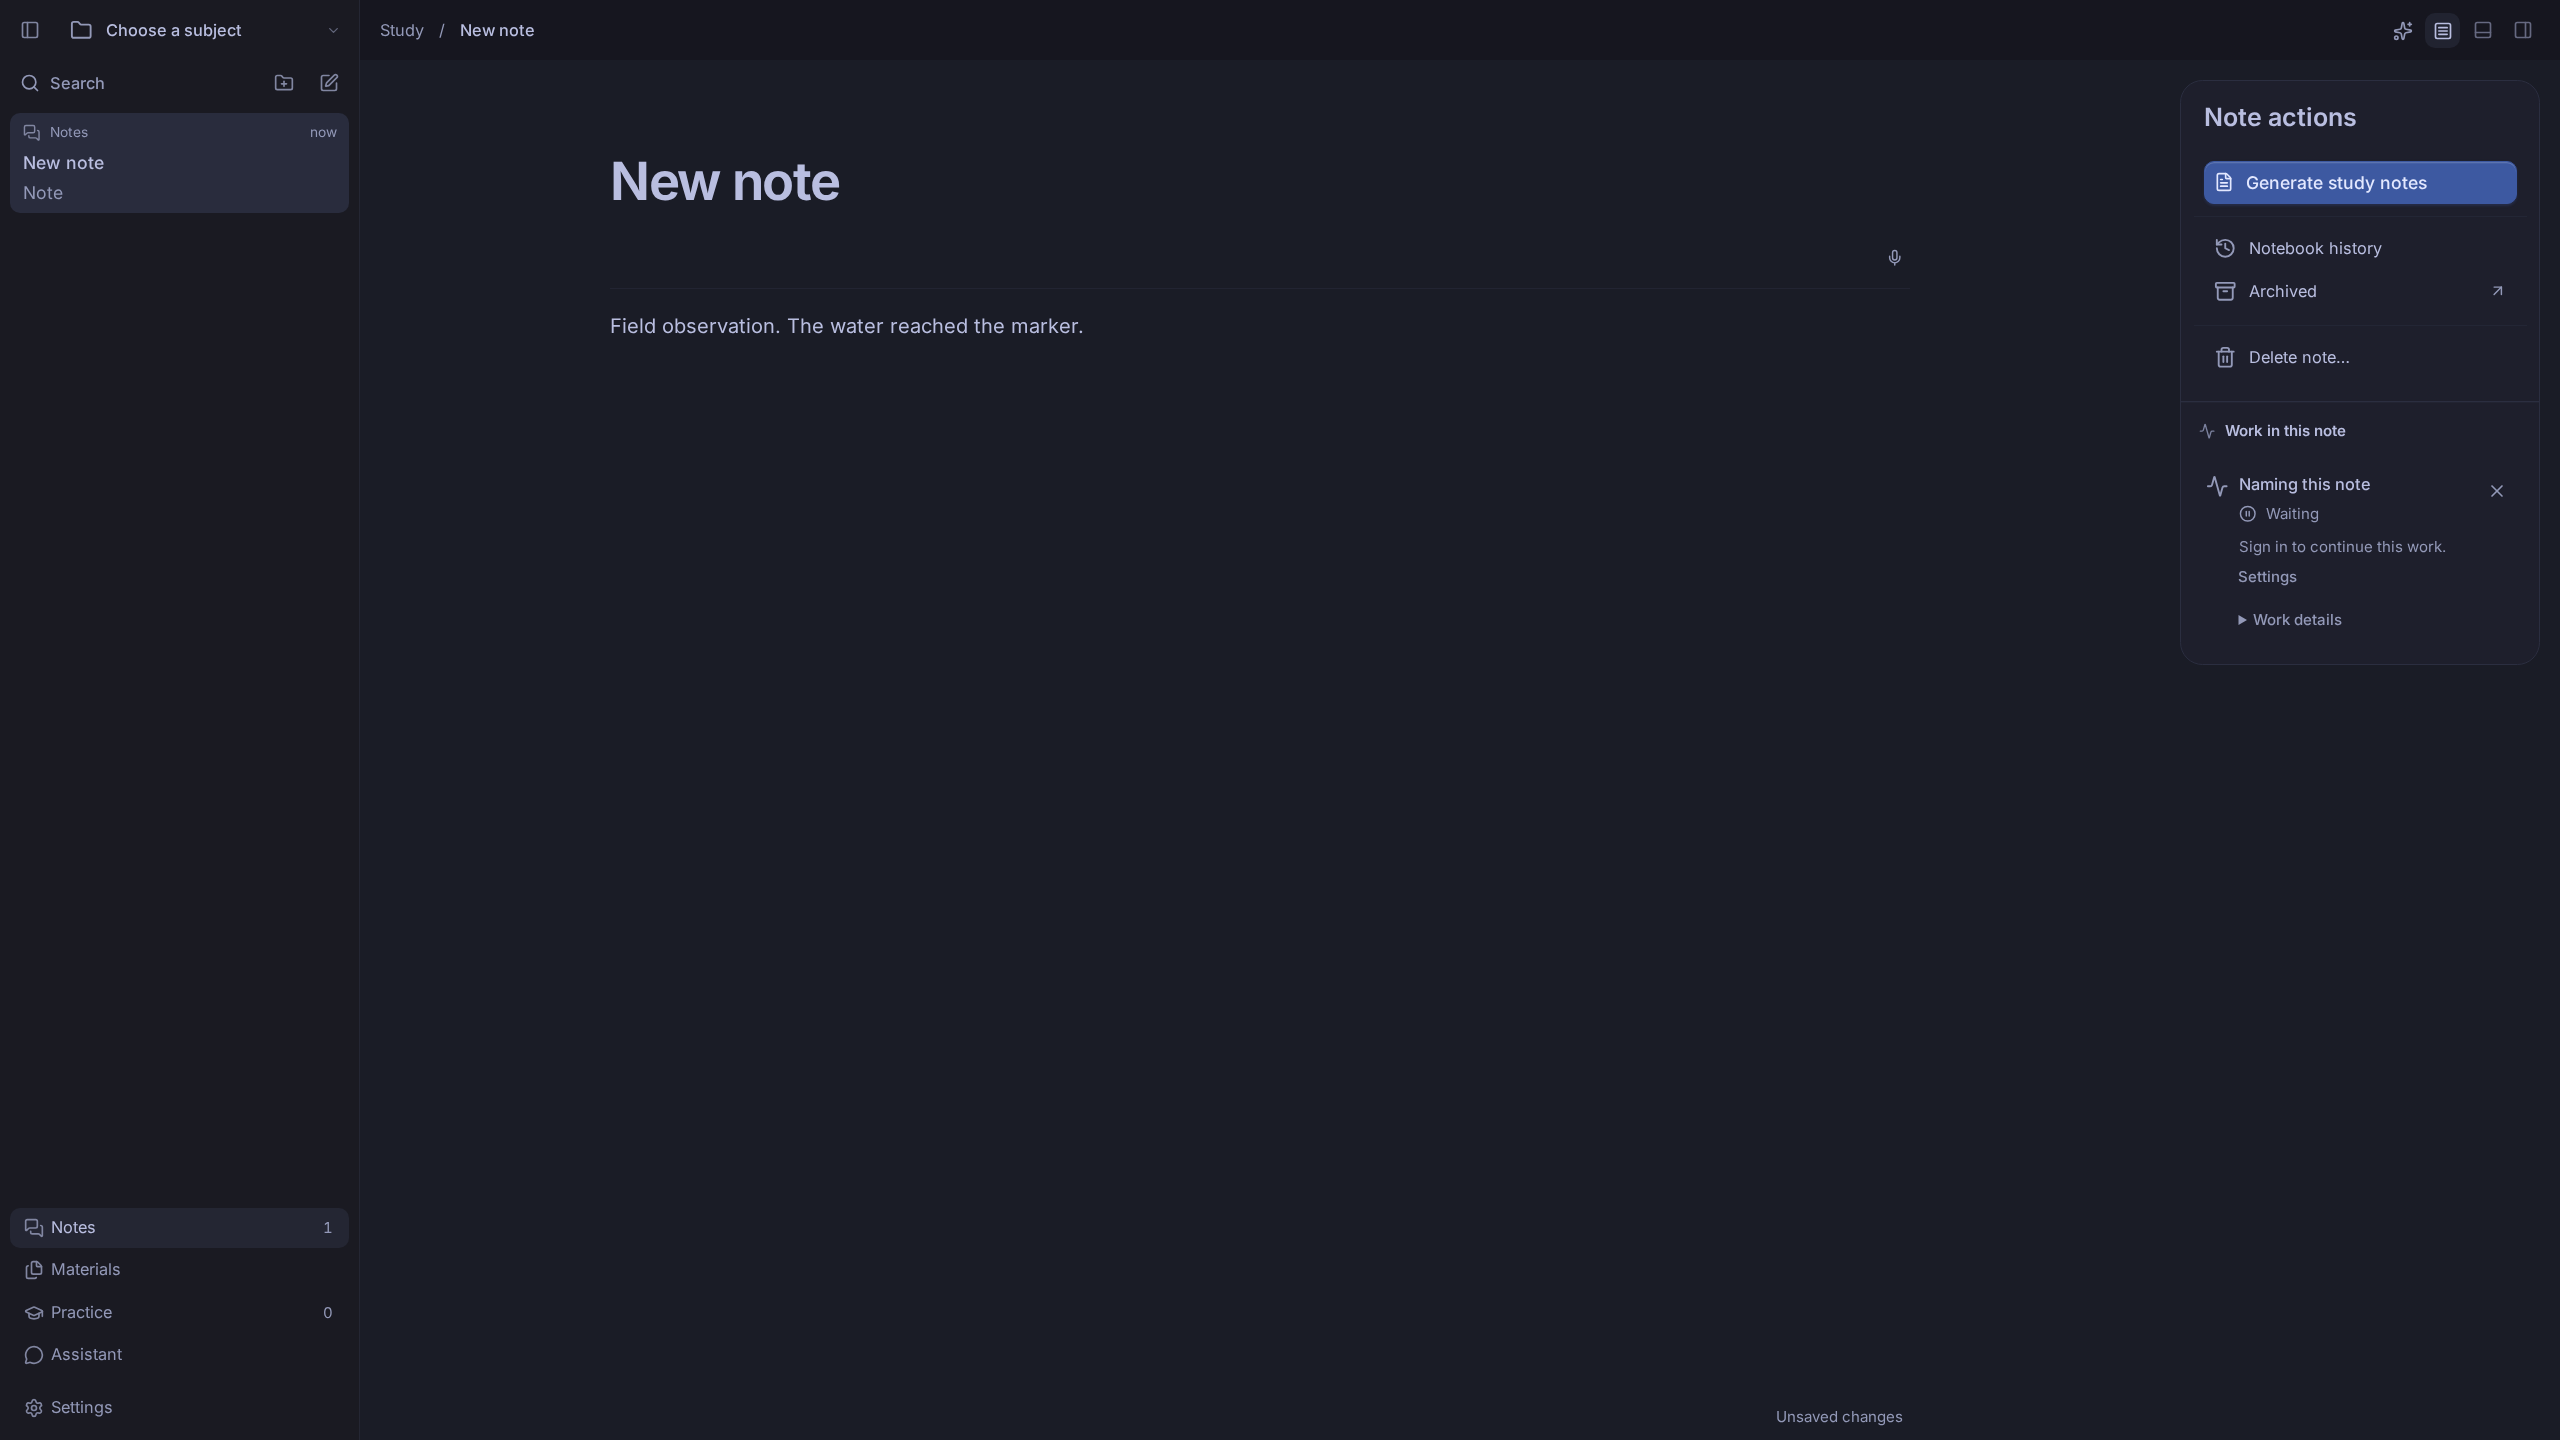 Choose a subject
Search
Notes now
New note
Note
Notes 1
Materials
Practice 0
Assistant
Settings
Study / New note
New note
Field observation. The water reached the marker.
Unsaved changes
Note actions
Generate study notes
Notebook history
Archived
Delete note...
Work in this note
Naming this note
Waiting
Sign in to continue this work.
Settings
Work details